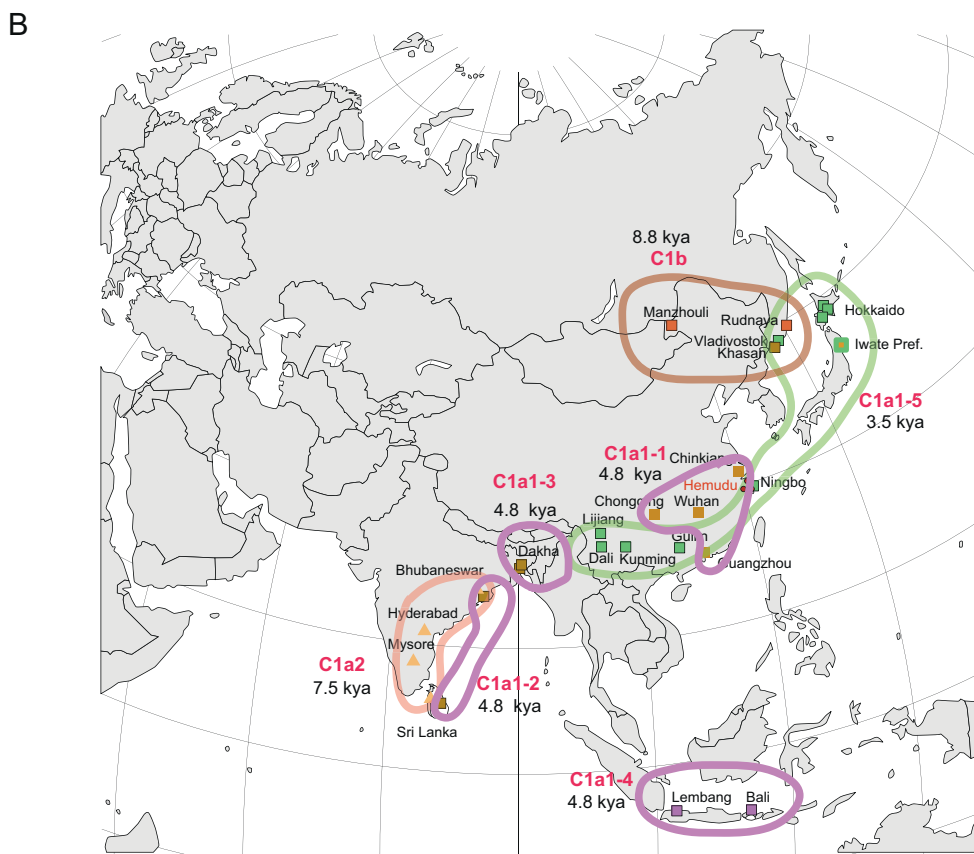 B
8.8 kya
C1b
Manzhouli
Rudnaya
Hokkaido
Vladivostok
Khasan
Iwate Pref.
C1a1-5
3.5 kya
C1a1-1
4.8 kya
Chinkiang
Hemudu
Ningbo
C1a1-3
4.8 kya
Chongqing
Wuhan
Lijiang
Guilin
Dakha
Dali
Kunming
Guangzhou
Bhubaneswar
Hyderabad
Mysore
C1a2
7.5 kya
C1a1-2
4.8 kya
Sri Lanka
C1a1-4
4.8 kya
Lembang
Bali